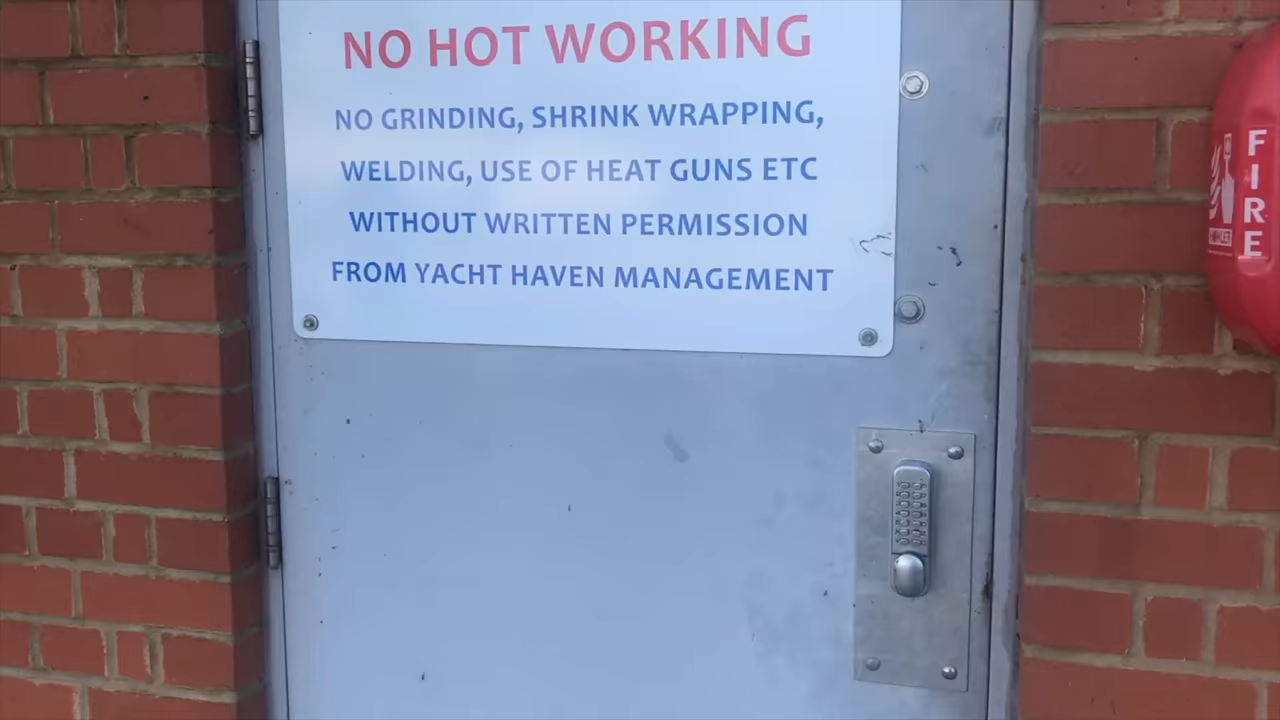 NO HOT WORKING
NO GRINDING, SHRINK WRAPPING,
WELDING, USE OF HEAT GUNS ETC
WITHOUT WRITTEN PERMISSION
FROM YACHT HAVEN MANAGEMENT
FIRE